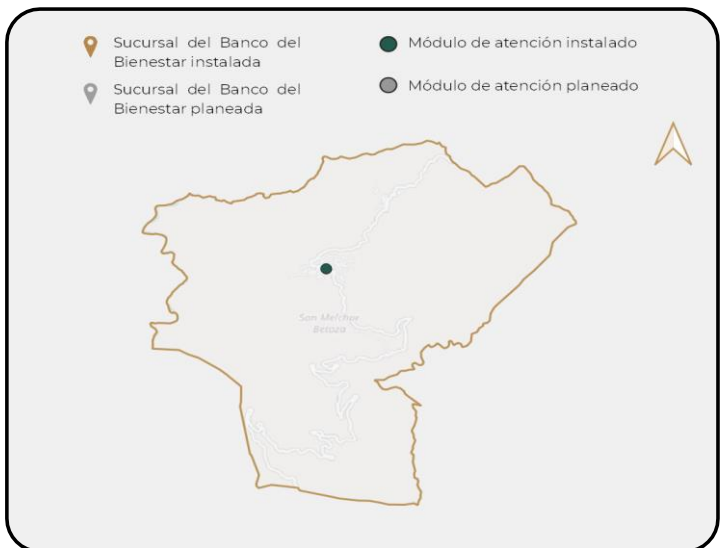 Sucursal del Banco del
Bienestar instalada
Sucursal del Banco del
Bienestar planeada
Módulo de atención instalado
Módulo de atención planeado
San Melchor
Betaza